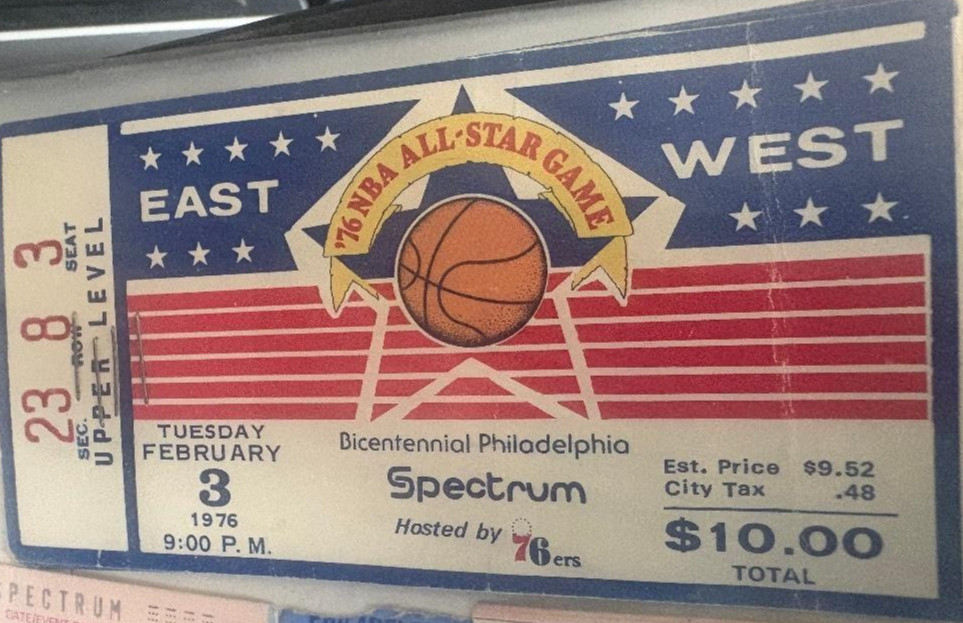 23 8 3
SEC. ROW SEAT
UPPER LEVEL
EAST
'76 NBA ALL-STAR GAME
WEST
TUESDAY
FEBRUARY
3
1976
9:00 P.M.
Bicentennial Philadelphia
Spectrum
Hosted by 76ers
Est. Price $9.52
City Tax .48
$10.00
TOTAL
SPECTRUM